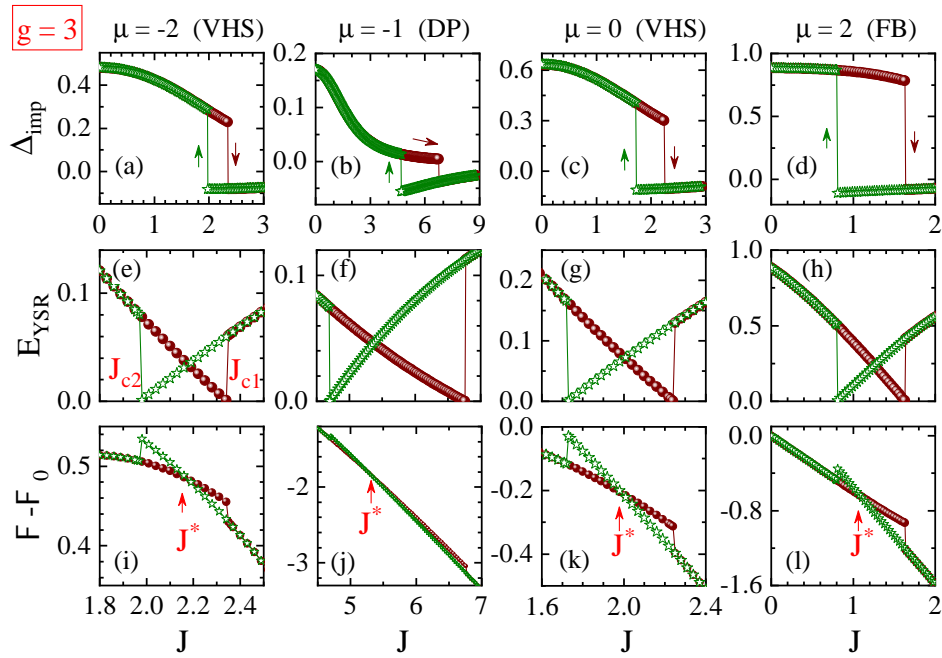 g = 3
μ = -2 (VHS) μ = -1 (DP) μ = 0 (VHS) μ = 2 (FB)
Δimp
0.4
0.2
0.0
(a)
0 1 2 3
0.2
0.1
0.0
(b)
0 3 6 9
0.6
0.3
0.0
(c)
0 1 2 3
1.0
0.5
0.0
(d)
0 1 2
E_YSR
0.1
0.0
(e)
J_c2
J_c1
0.1
0.0
(f)
0.2
0.1
0.0
(g)
1.0
0.5
0.0
(h)
F - F_0
0.5
0.4
(i)
J*
1.8 2.0 2.2 2.4
J
-2
-3
(j)
J*
5 6 7
J
0.0
-0.2
-0.4
(k)
J*
1.6 2.0 2.4
J
0.0
-0.8
-1.6
(l)
J*
0 1 2
J